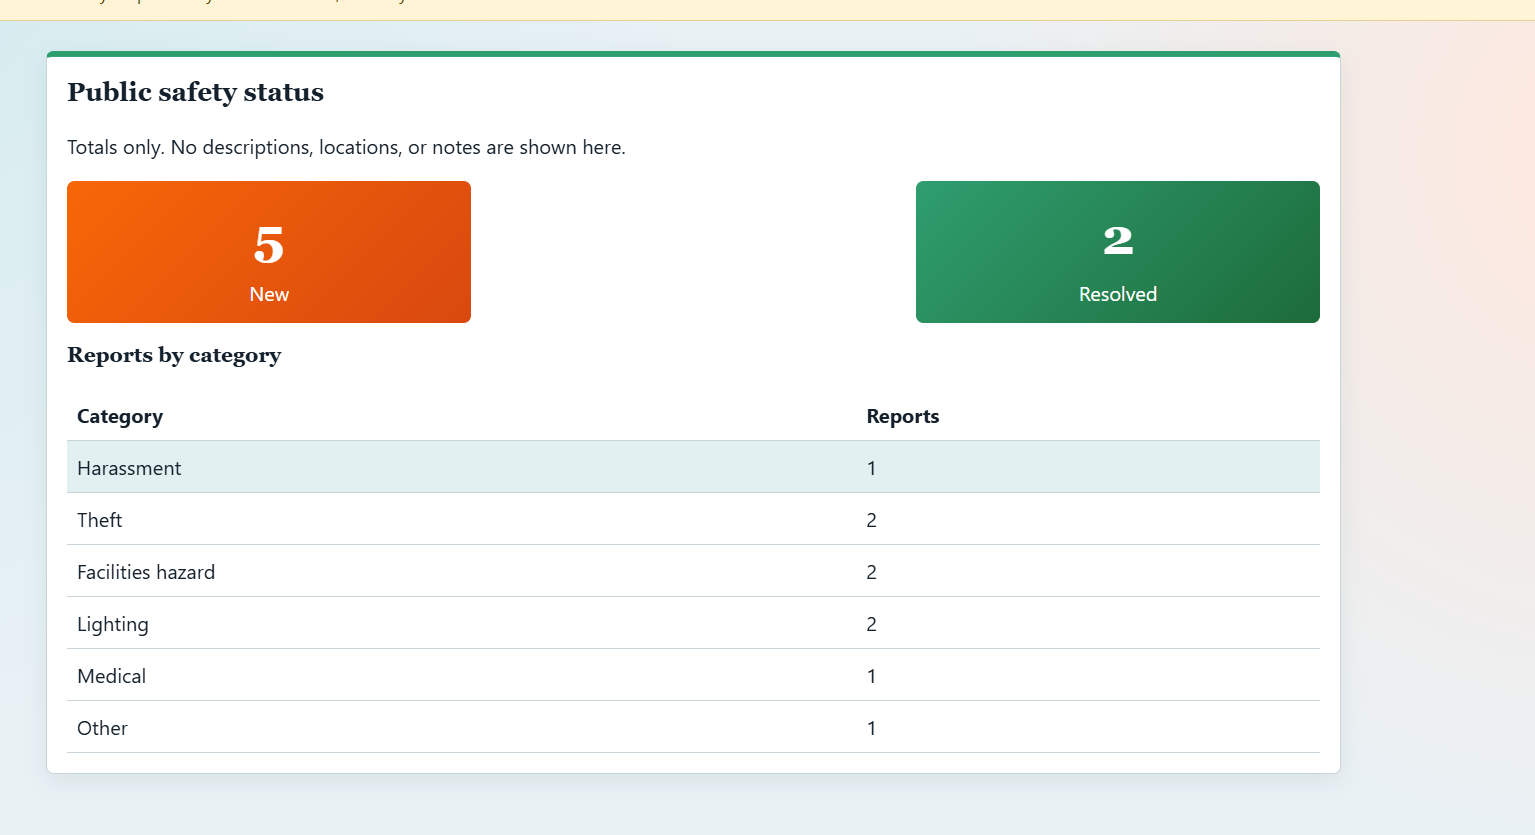 Public safety status
Totals only. No descriptions, locations, or notes are shown here.
5
New
2
Resolved
Reports by category
Category Reports
Harassment 1
Theft 2
Facilities hazard 2
Lighting 2
Medical 1
Other 1